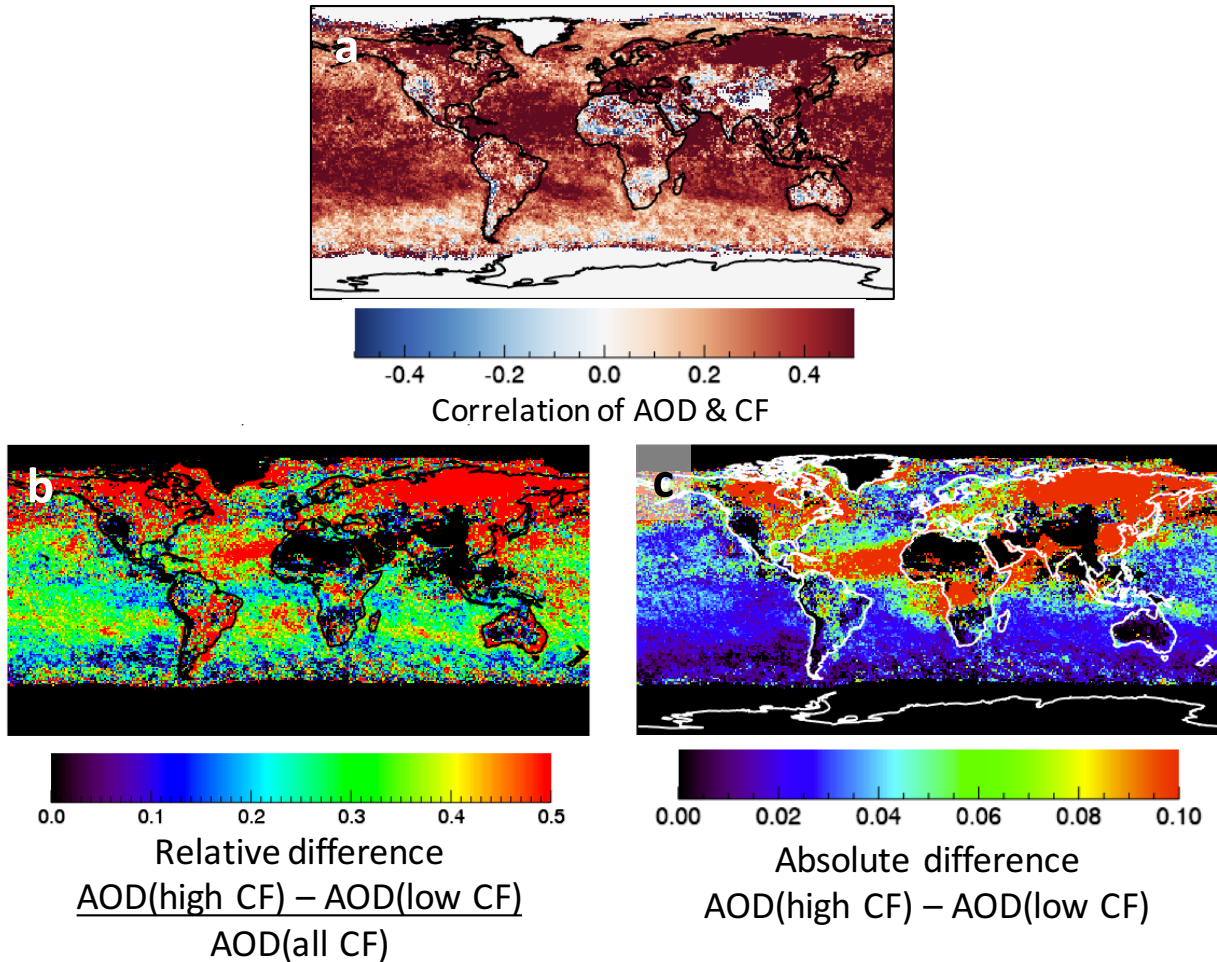 a
-0.4 -0.2 0.0 0.2 0.4
Correlation of AOD & CF
b
c
0.0 0.1 0.2 0.3 0.4 0.5
0.00 0.02 0.04 0.06 0.08 0.10
Relative difference
AOD(high CF) – AOD(low CF)
AOD(all CF)
Absolute difference
AOD(high CF) – AOD(low CF)